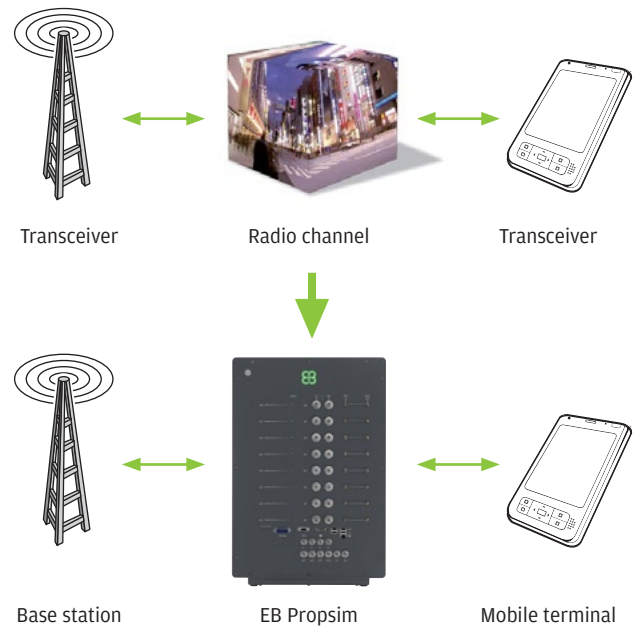 Transceiver
Radio channel
Transceiver
EB
Base station
EB Propsim
Mobile terminal